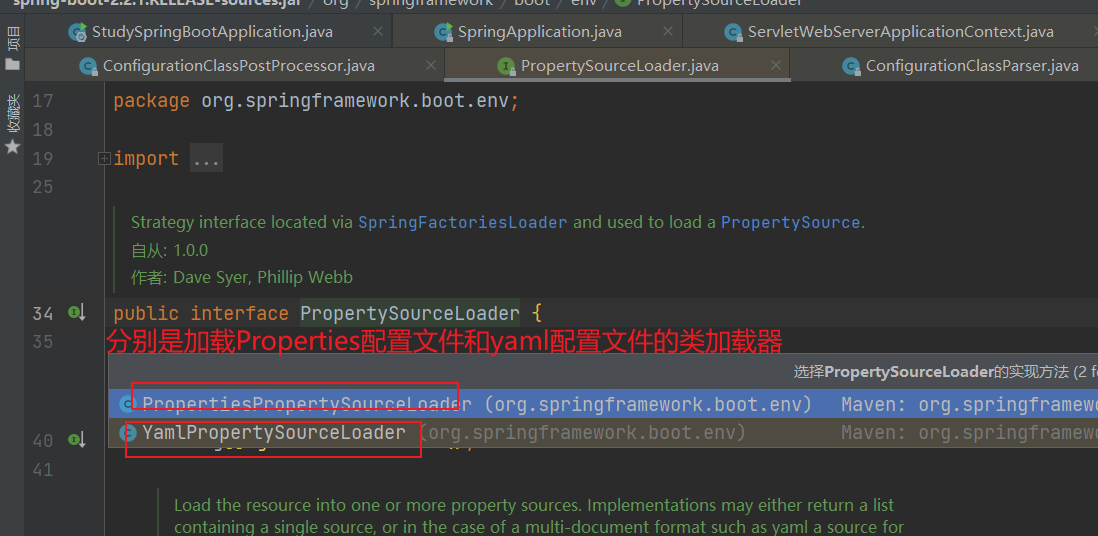 spring-boot-2.2.1.RELEASE-sources.jar / org / springframework / boot / env / PropertySourceLoader
StudySpringBootApplication.java × SpringApplication.java × ServletWebServerApplicationContext.java
ConfigurationClassPostProcessor.java × PropertySourceLoader.java × ConfigurationClassParser.java
项目
收藏夹
17 package org.springframework.boot.env;
18
19 import ...
25
Strategy interface located via SpringFactoriesLoader and used to load a PropertySource.
自从: 1.0.0
作者: Dave Syer, Phillip Webb
34 public interface PropertySourceLoader {
35 分别是加载Properties配置文件和yaml配置文件的类加载器
选择PropertySourceLoader的实现方法 (2 fo
PropertiesPropertySourceLoader (org.springframework.boot.env) Maven: org.springframewo
YamlPropertySourceLoader (org.springframework.boot.env) Maven: org.springframewo
40
41
Load the resource into one or more property sources. Implementations may either return a list
containing a single source, or in the case of a multi-document format such as yaml a source for